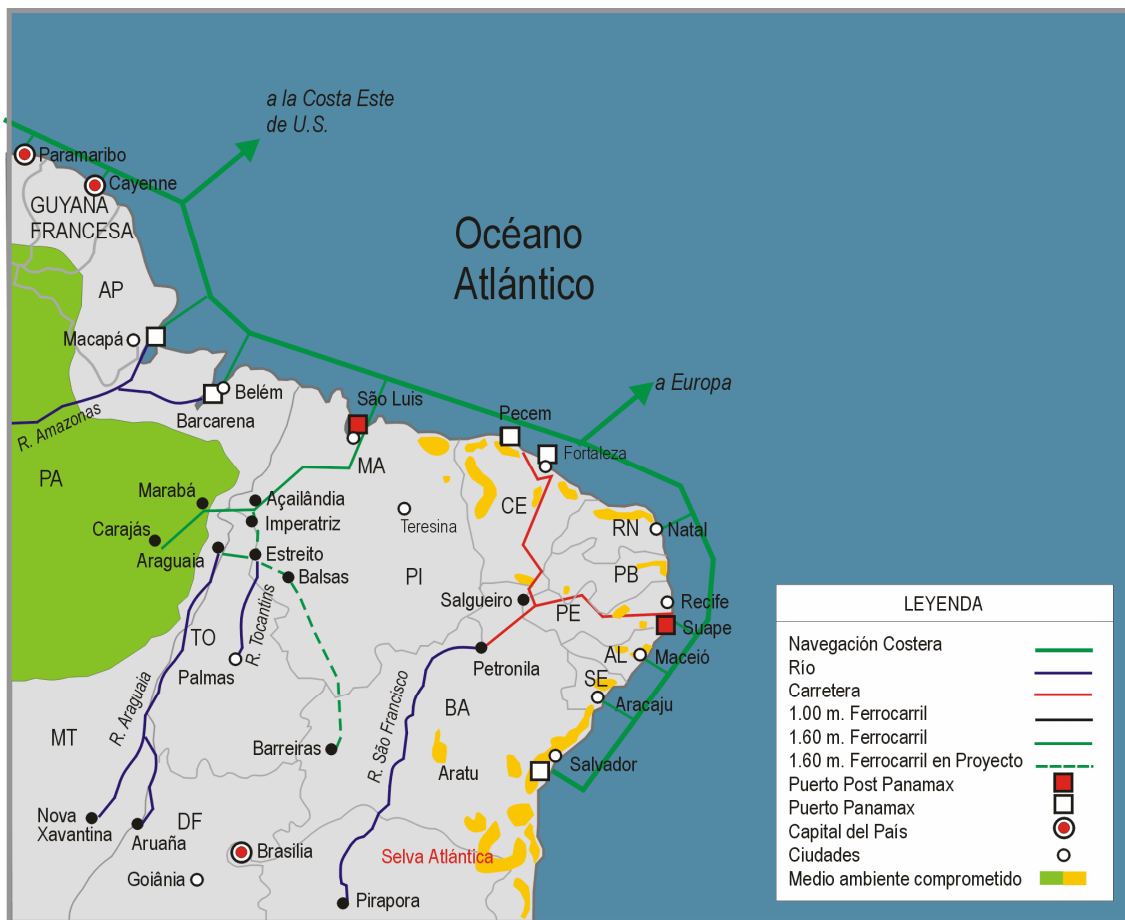 a la Costa Este
de U.S.
Paramaribo
Cayenne
GUYANA
FRANCESA
Océano
Atlántico
AP
Macapá
a Europa
Belém
São Luis
Barcarena
Pecem
R. Amazonas
Fortaleza
MA
PA
Marabá
Açailândia
CE
Teresina
Imperatriz
RN
Natal
Carajás
Araguaia
Estreito
Balsas
PI
PB
Salgueiro
Recife
PE
Suape
TO
R. Tocantins
Palmas
Petronila
AL
Maceió
SE
Aracaju
R. Araguaia
R. São Francisco
BA
MT
Barreiras
Aratu
Salvador
Nova
Xavantina
Aruaña
DF
Brasilia
Selva Atlántica
Goiânia
Pirapora
LEYENDA
Navegación Costera
Río
Carretera
1.00 m. Ferrocarril
1.60 m. Ferrocarril
1.60 m. Ferrocarril en Proyecto
Puerto Post Panamax
Puerto Panamax
Capital del País
Ciudades
Medio ambiente comprometido